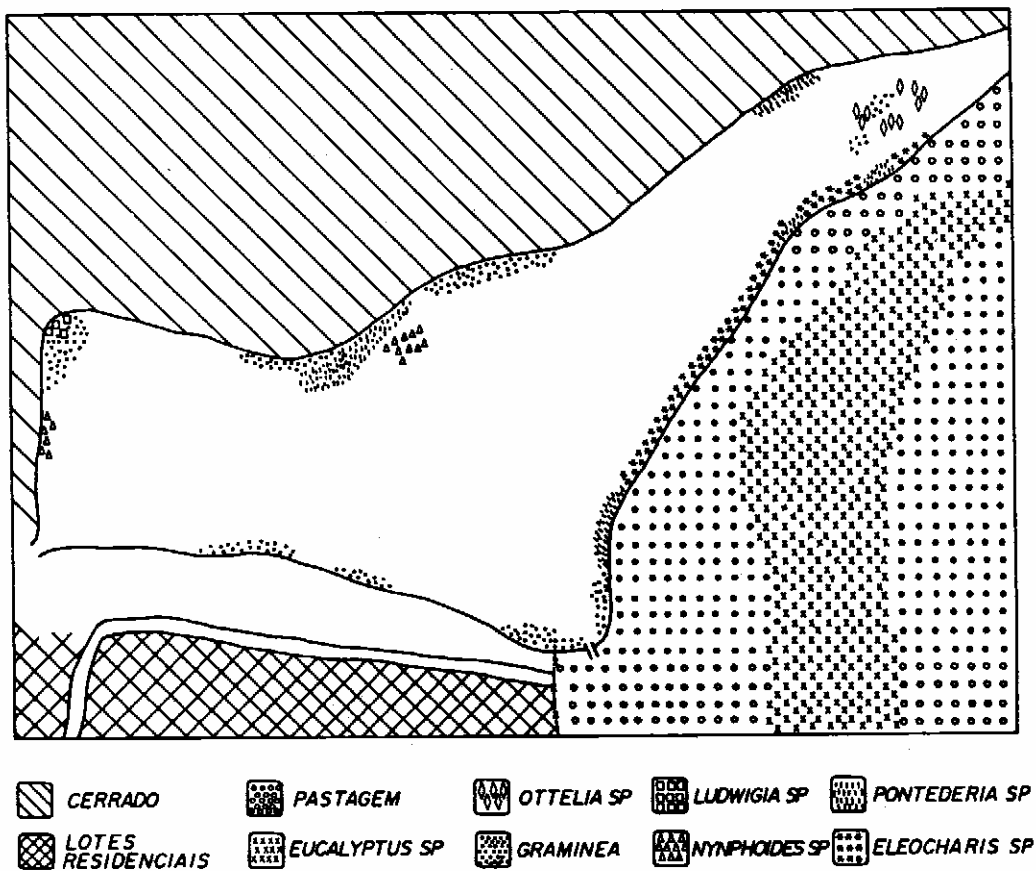 CERRADO
PASTAGEM
OTTELIA SP
LUDWIGIA SP
PONTEDERIA SP
LOTES
RESIDENCIAIS
EUCALYPTUS SP
GRAMINEA
NYNPHOIDES SP
ELEOCHARIS SP